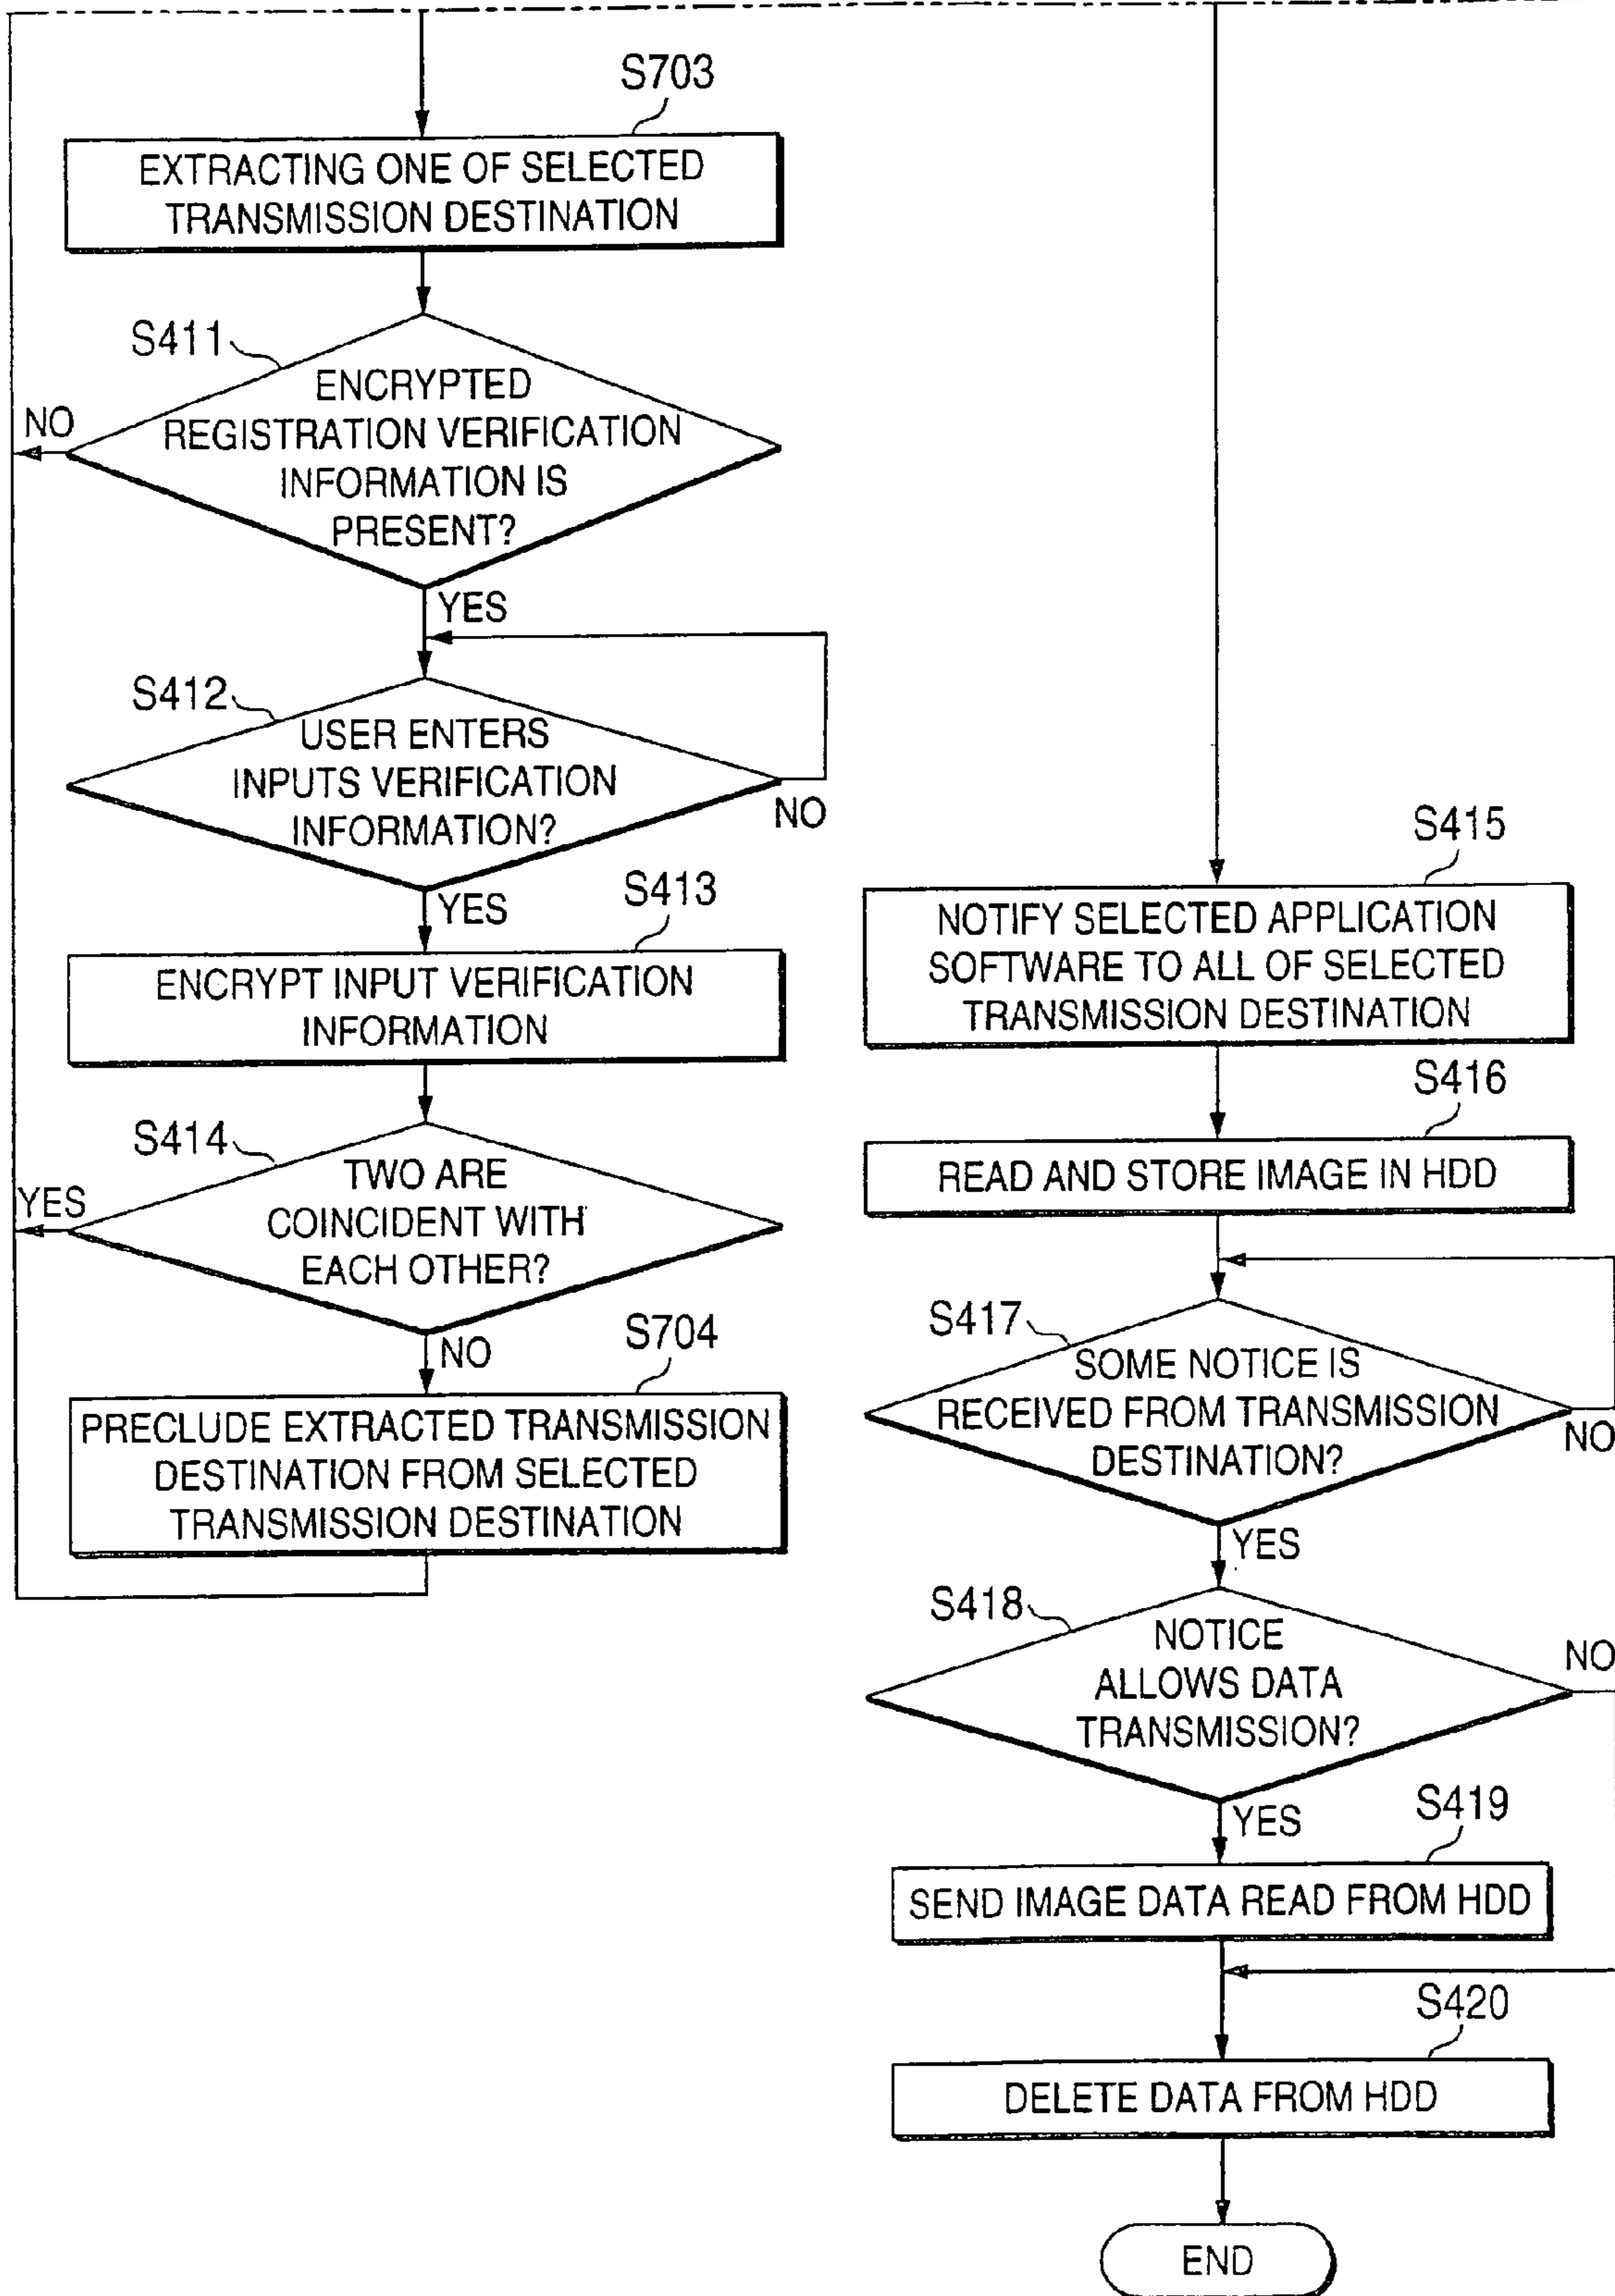 S703
EXTRACTING ONE OF SELECTED
TRANSMISSION DESTINATION
S411
ENCRYPTED
REGISTRATION VERIFICATION
INFORMATION IS
PRESENT?
NO
YES
S412
USER ENTERS
INPUTS VERIFICATION
INFORMATION?
NO
YES
S413
ENCRYPT INPUT VERIFICATION
INFORMATION
S414
TWO ARE
COINCIDENT WITH
EACH OTHER?
YES
NO
S704
PRECLUDE EXTRACTED TRANSMISSION
DESTINATION FROM SELECTED
TRANSMISSION DESTINATION
S415
NOTIFY SELECTED APPLICATION
SOFTWARE TO ALL OF SELECTED
TRANSMISSION DESTINATION
S416
READ AND STORE IMAGE IN HDD
S417
SOME NOTICE IS
RECEIVED FROM TRANSMISSION
DESTINATION?
NO
YES
S418
NOTICE
ALLOWS DATA
TRANSMISSION?
NO
YES
S419
SEND IMAGE DATA READ FROM HDD
S420
DELETE DATA FROM HDD
END